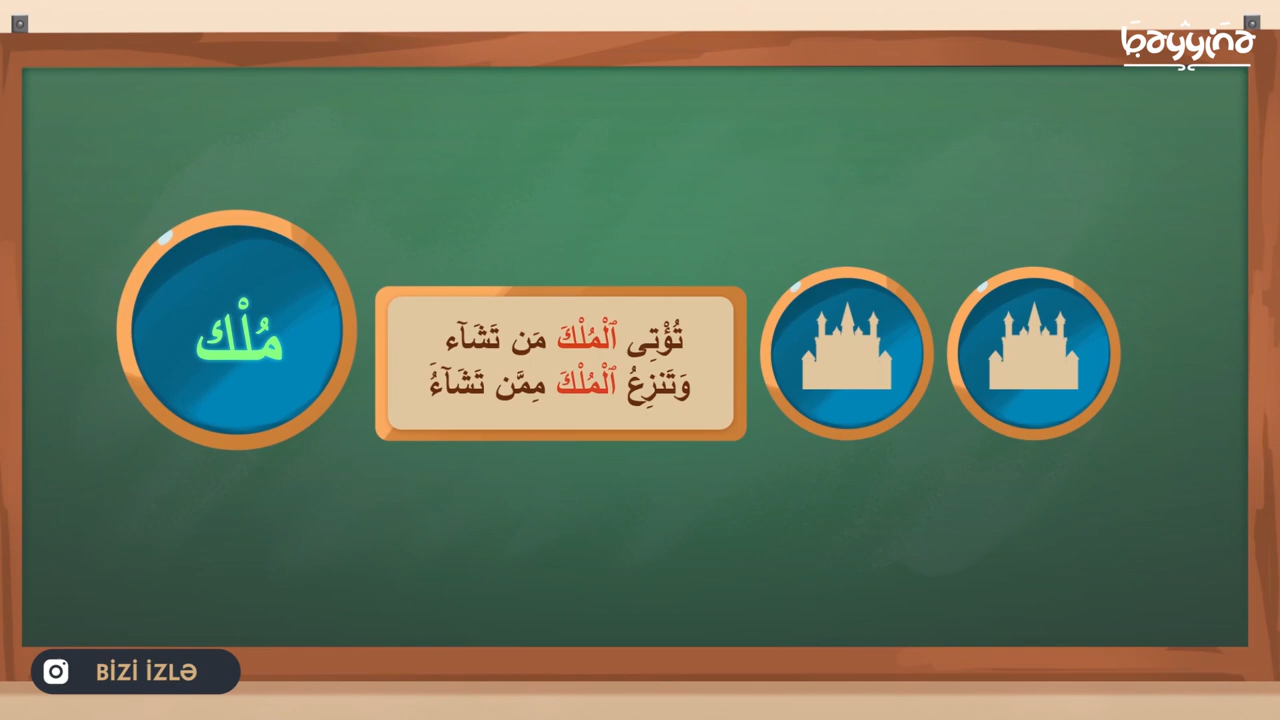 bayyina
مُلْك
تُؤْتِى ٱلْمُلْكَ مَن تَشَآء
وَتَنزِعُ ٱلْمُلْكَ مِمَّن تَشَآءَُ
BİZİ İZLƏ